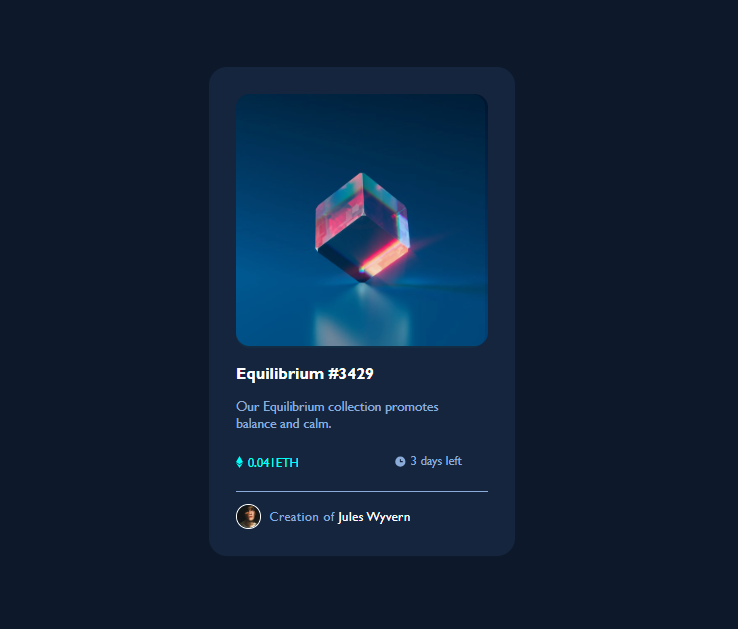 Equilibrium #3429
Our Equilibrium collection promotes
balance and calm.
0.041ETH
3 days left
Creation of Jules Wyvern